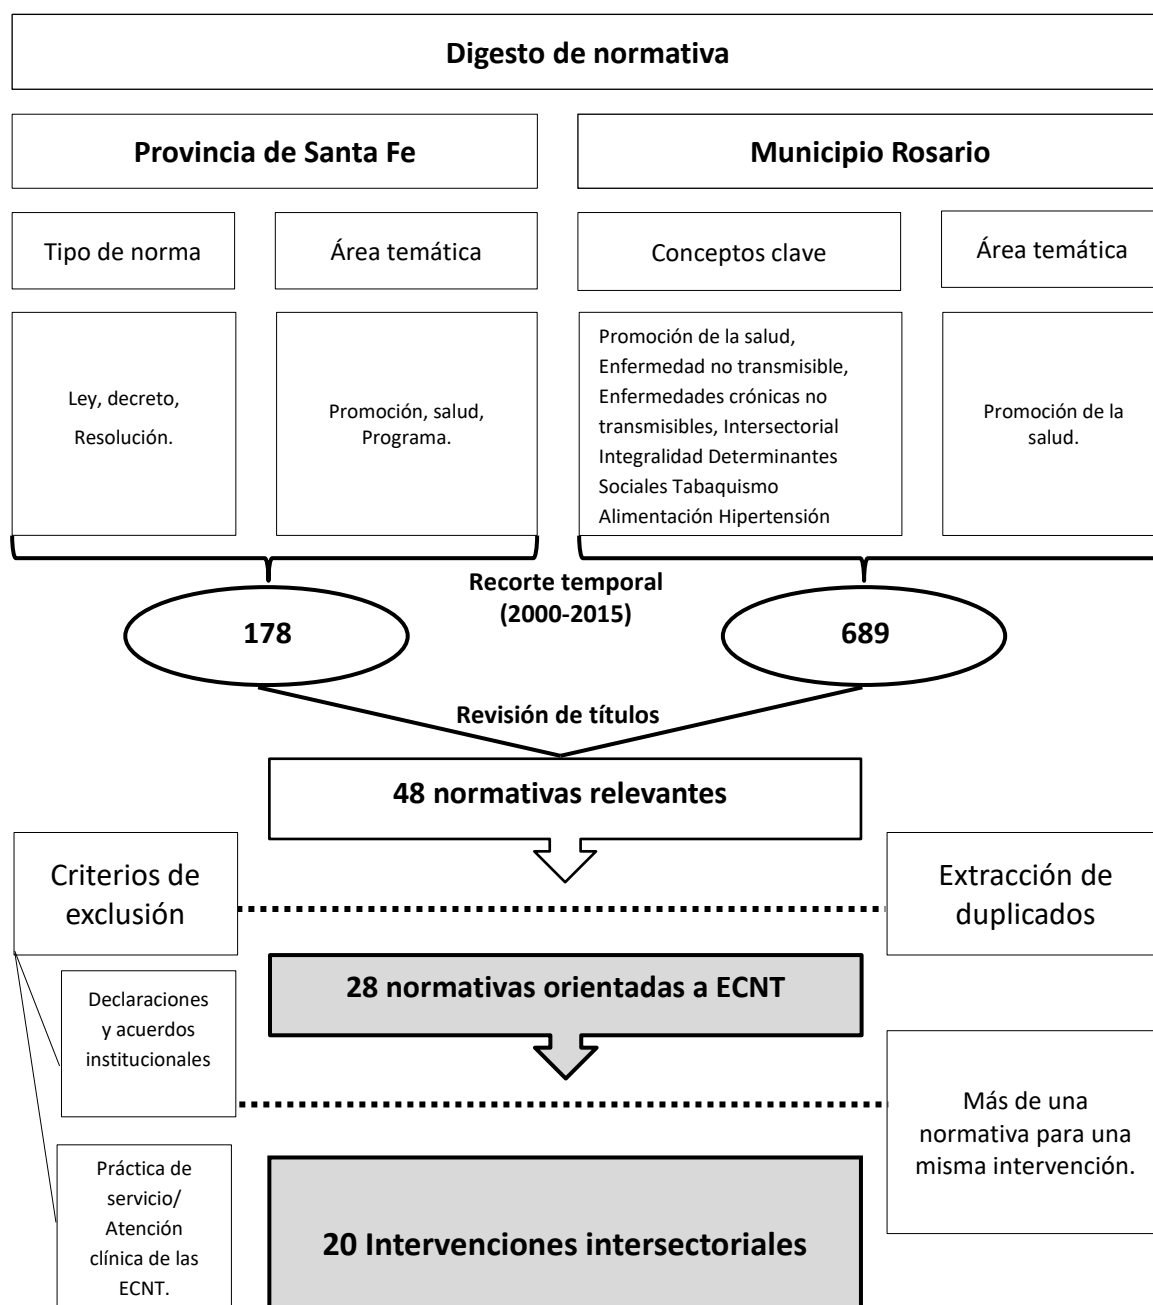 Digesto de normativa
Provincia de Santa Fe
Municipio Rosario
Tipo de norma
Área temática
Conceptos clave
Área temática
Ley, decreto,
Resolución.
Promoción, salud,
Programa.
Promoción de la salud,
Enfermedad no transmisible,
Enfermedades crónicas no
transmisibles, Intersectorial
Integralidad Determinantes
Sociales Tabaquismo
Alimentación Hipertensión
Promoción de la
salud.
Recorte temporal
(2000-2015)
178
689
Revisión de títulos
48 normativas relevantes
Criterios de
exclusión
Extracción de
duplicados
28 normativas orientadas a ECNT
Declaraciones
y acuerdos
institucionales
Más de una
normativa para una
misma intervención.
Práctica de
servicio/
Atención
clínica de las
ECNT.
20 Intervenciones intersectoriales